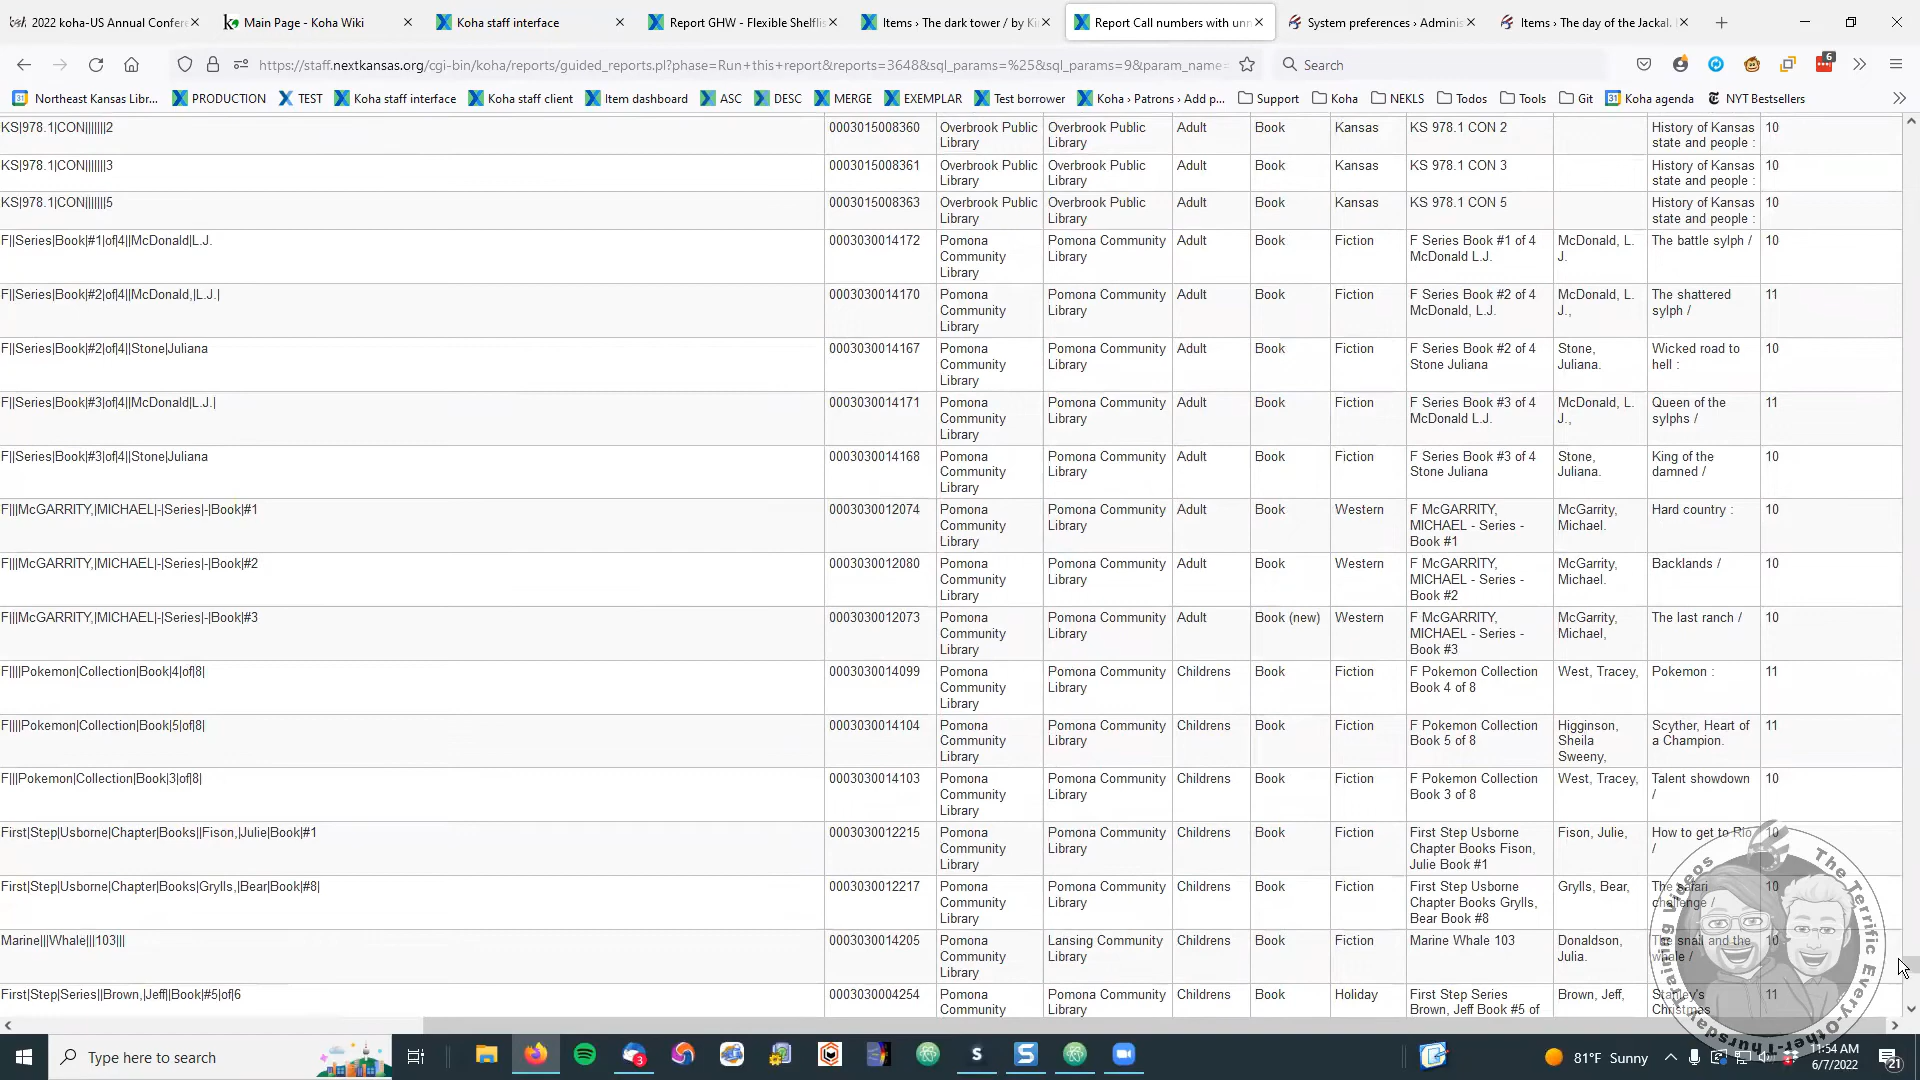 2022 koha-US Annual Confer
Main Page - Koha Wiki
Koha staff interface
Report GHW - Flexible Shelflis
Items › The dark tower / by Ki
Report Call numbers with unn
System preferences › Adminis
Items › The day of the Jackal.
https://staff.nextkansas.org/cgi-bin/koha/reports/guided_reports.pl?phase=Run+this+report&reports=3648&sql_params=%25&sql_params=9&param_name=
Search
6
Northeast Kansas Libr...
PRODUCTION
TEST
Koha staff interface
Koha staff client
Item dashboard
ASC
DESC
MERGE
EXEMPLAR
Test borrower
Koha › Patrons › Add p...
Support
Koha
NEKLS
Todos
Tools
Git
Koha agenda
NYT Bestsellers
KS|978.1|CON|||||||2 0003015008360 Overbrook Public Library Overbrook Public Library Adult Book Kansas KS 978.1 CON 2 History of Kansas state and people : 10
KS|978.1|CON|||||||3 0003015008361 Overbrook Public Library Overbrook Public Library Adult Book Kansas KS 978.1 CON 3 History of Kansas state and people : 10
KS|978.1|CON|||||||5 0003015008363 Overbrook Public Library Overbrook Public Library Adult Book Kansas KS 978.1 CON 5 History of Kansas state and people : 10
F||Series|Book|#1|of|4||McDonald|L.J. 0003030014172 Pomona Community Library Pomona Community Library Adult Book Fiction F Series Book #1 of 4 McDonald L.J. McDonald, L. J. The battle sylph / 10
F||Series|Book|#2|of|4||McDonald,|L.J.| 0003030014170 Pomona Community Library Pomona Community Library Adult Book Fiction F Series Book #2 of 4 McDonald, L.J. McDonald, L. J., The shattered sylph / 11
F||Series|Book|#2|of|4||Stone|Juliana 0003030014167 Pomona Community Library Pomona Community Library Adult Book Fiction F Series Book #2 of 4 Stone Juliana Stone, Juliana. Wicked road to hell : 10
F||Series|Book|#3|of|4||McDonald|L.J.| 0003030014171 Pomona Community Library Pomona Community Library Adult Book Fiction F Series Book #3 of 4 McDonald L.J. McDonald, L. J., Queen of the sylphs / 11
F||Series|Book|#3|of|4||Stone|Juliana 0003030014168 Pomona Community Library Pomona Community Library Adult Book Fiction F Series Book #3 of 4 Stone Juliana Stone, Juliana. King of the damned / 10
F|||McGARRITY,|MICHAEL|-|Series|-|Book|#1 0003030012074 Pomona Community Library Pomona Community Library Adult Book Western F McGARRITY, MICHAEL - Series - Book #1 McGarrity, Michael. Hard country : 10
F|||McGARRITY,|MICHAEL|-|Series|-|Book|#2 0003030012080 Pomona Community Library Pomona Community Library Adult Book Western F McGARRITY, MICHAEL - Series - Book #2 McGarrity, Michael. Backlands / 10
F|||McGARRITY,|MICHAEL|-|Series|-|Book|#3 0003030012073 Pomona Community Library Pomona Community Library Adult Book (new) Western F McGARRITY, MICHAEL - Series - Book #3 McGarrity, Michael, The last ranch / 10
F||||Pokemon|Collection|Book|4|of|8| 0003030014099 Pomona Community Library Pomona Community Library Childrens Book Fiction F Pokemon Collection Book 4 of 8 West, Tracey, Pokemon : 11
F||||Pokemon|Collection|Book|5|of|8| 0003030014104 Pomona Community Library Pomona Community Library Childrens Book Fiction F Pokemon Collection Book 5 of 8 Higginson, Sheila Sweeny, Scyther, Heart of a Champion. 11
F|||Pokemon|Collection|Book|3|of|8| 0003030014103 Pomona Community Library Pomona Community Library Childrens Book Fiction F Pokemon Collection Book 3 of 8 West, Tracey, Talent showdown / 10
First|Step|Usborne|Chapter|Books||Fison,|Julie|Book|#1 0003030012215 Pomona Community Library Pomona Community Library Childrens Book Fiction First Step Usborne Chapter Books Fison, Julie Book #1 Fison, Julie, How to get to Rio / 10
First|Step|Usborne|Chapter|Books|Grylls,|Bear|Book|#8| 0003030012217 Pomona Community Library Pomona Community Library Childrens Book Fiction First Step Usborne Chapter Books Grylls, Bear Book #8 Grylls, Bear, The safari challenge / 10
Marine|||Whale|||103||| 0003030014205 Pomona Community Library Lansing Community Library Childrens Book Fiction Marine Whale 103 Donaldson, Julia. The snail and the whale / 10
First|Step|Series||Brown,|Jeff||Book|#5|of|6 0003030004254 Pomona Community Pomona Community Library Childrens Book Holiday First Step Series Brown, Jeff Book #5 of Brown, Jeff, Stanley's Christmas 11
The Terrific Every-Other-Thursday Training Videos
Type here to search
3
81°F Sunny
11:54 AM
6/7/2022
21